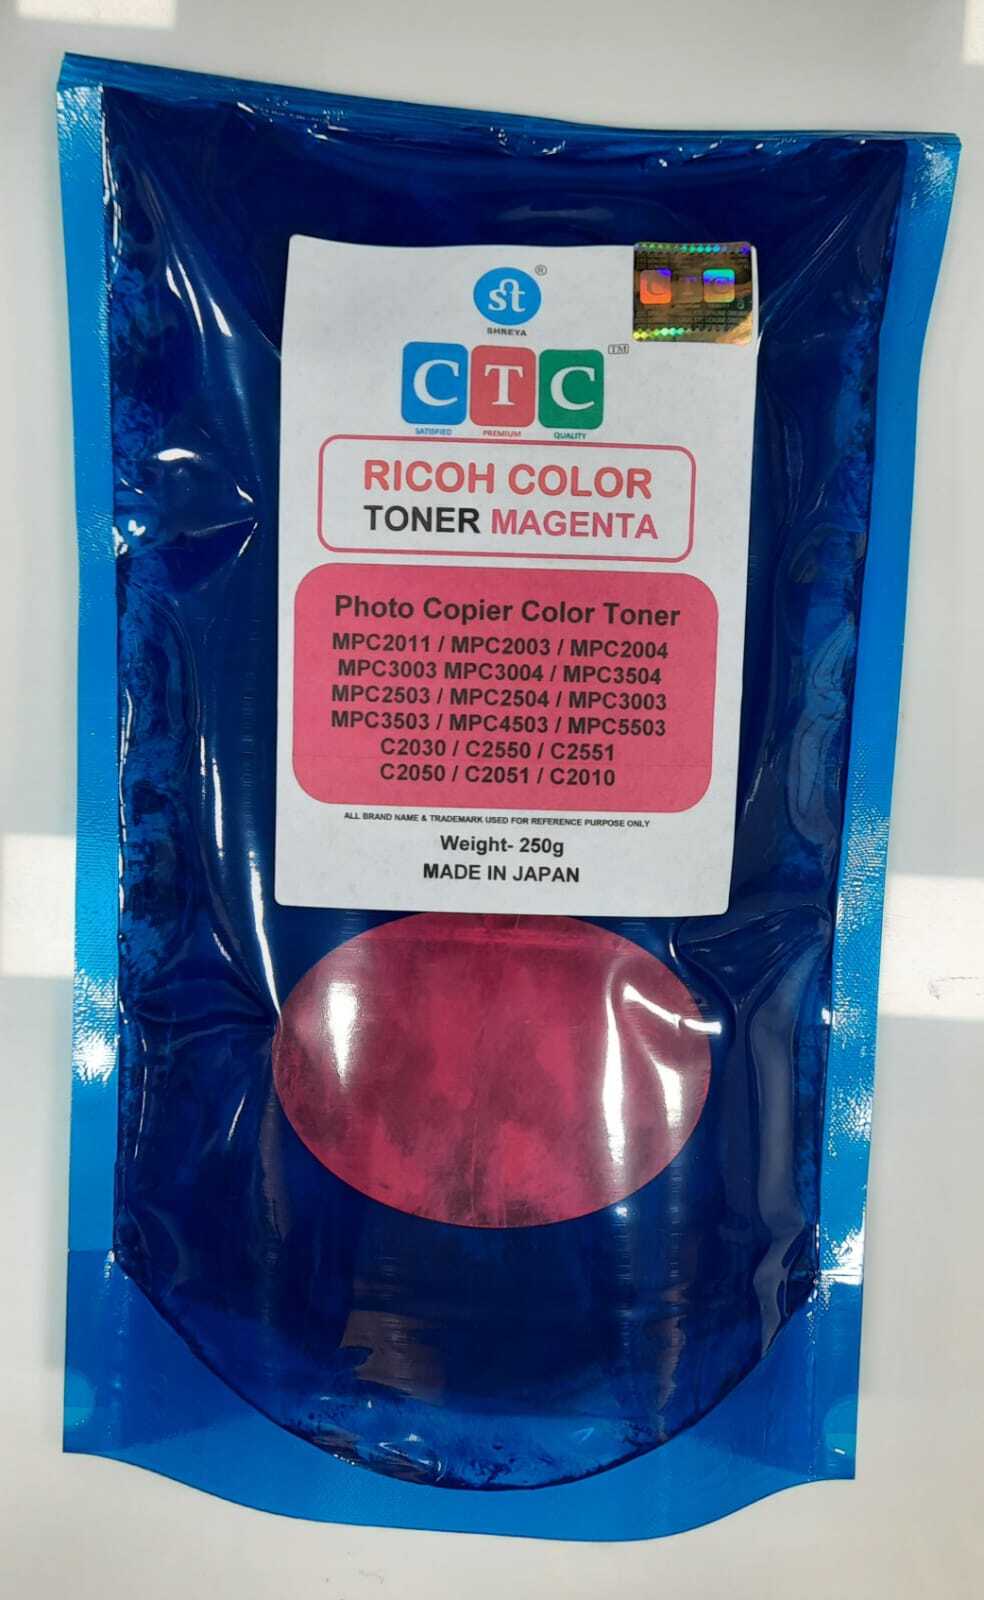 st ®
SHREYA
C T C
CTC TM
SATISFIED PREMIUM QUALITY
RICOH COLOR
TONER MAGENTA
Photo Copier Color Toner
MPC2011 / MPC2003 / MPC2004
MPC3003 MPC3004 / MPC3504
MPC2503 / MPC2504 / MPC3003
MPC3503 / MPC4503 / MPC5503
C2030 / C2550 / C2551
C2050 / C2051 / C2010
ALL BRAND NAME & TRADEMARK USED FOR REFERENCE PURPOSE ONLY
Weight- 250g
MADE IN JAPAN